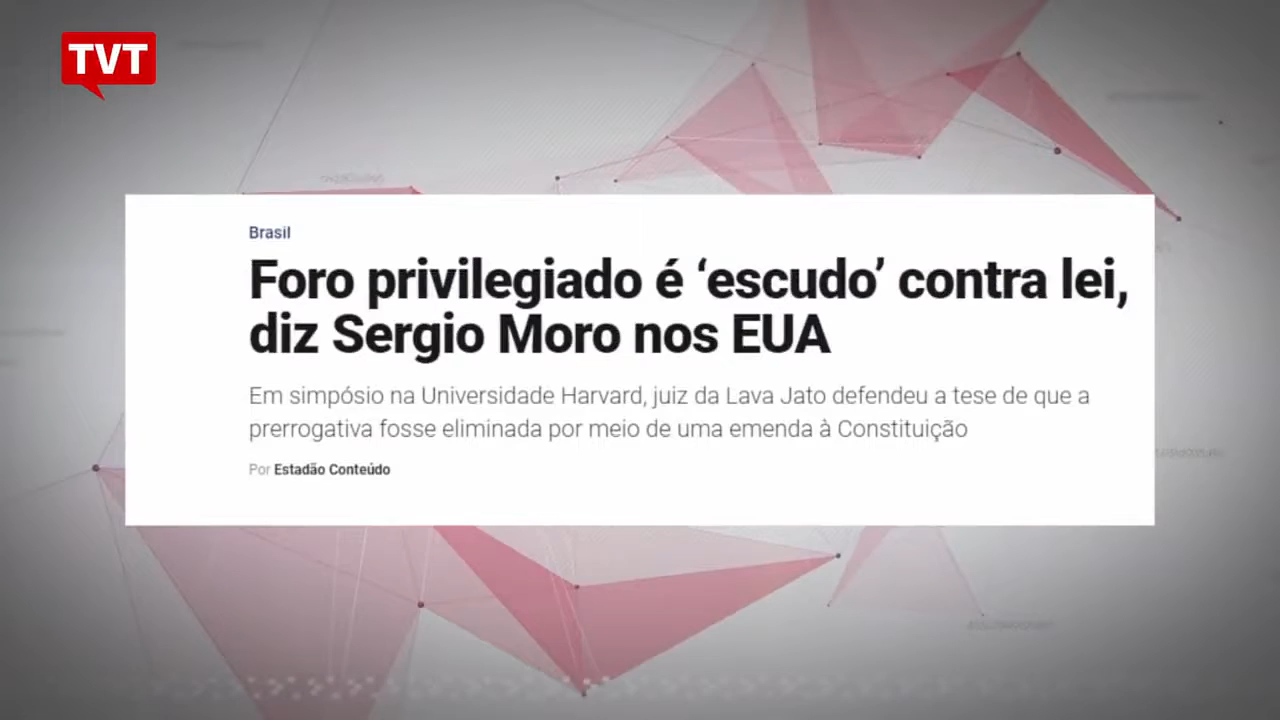 TVT
Brasil
Foro privilegiado é ‘escudo’ contra lei,
diz Sergio Moro nos EUA
Em simpósio na Universidade Harvard, juiz da Lava Jato defendeu a tese de que a
prerrogativa fosse eliminada por meio de uma emenda à Constituição
Por Estadão Conteúdo